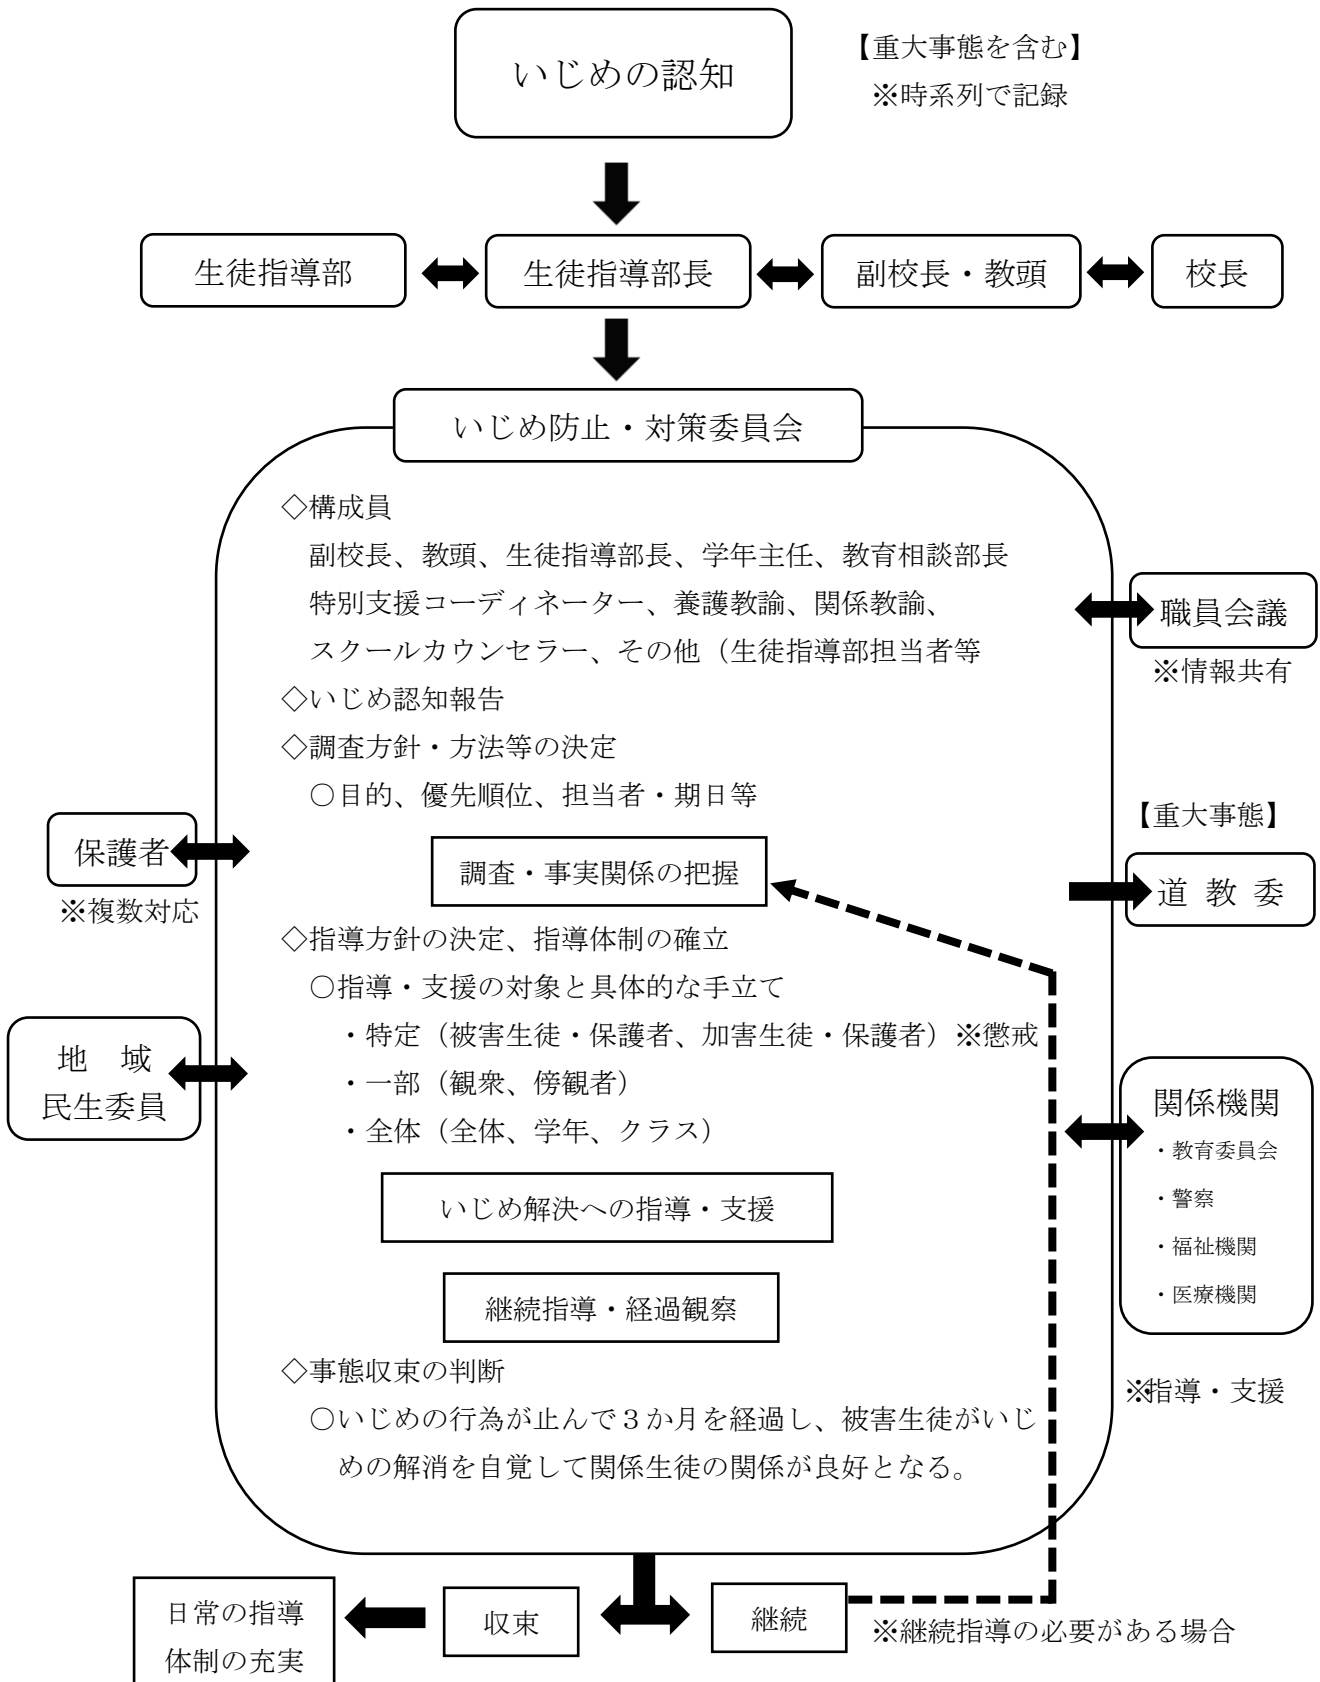 いじめの認知
【重大事態を含む】
※時系列で記録
生徒指導部
生徒指導部長
副校長・教頭
校長
いじめ防止・対策委員会
◇構成員
副校長、教頭、生徒指導部長、学年主任、教育相談部長
特別支援コーディネーター、養護教諭、関係教諭、
スクールカウンセラー、その他（生徒指導部担当者等
◇いじめ認知報告
◇調査方針・方法等の決定
○目的、優先順位、担当者・期日等
調査・事実関係の把握
◇指導方針の決定、指導体制の確立
○指導・支援の対象と具体的な手立て
・特定（被害生徒・保護者、加害生徒・保護者）※懲戒
・一部（観衆、傍観者）
・全体（全体、学年、クラス）
いじめ解決への指導・支援
継続指導・経過観察
◇事態収束の判断
○いじめの行為が止んで３か月を経過し、被害生徒がいじ
めの解消を自覚して関係生徒の関係が良好となる。
保護者
※複数対応
地　域
民生委員
職員会議
※情報共有
【重大事態】
道 教 委
関係機関
・教育委員会
・警察
・福祉機関
・医療機関
※指導・支援
日常の指導
体制の充実
収束
継続
※継続指導の必要がある場合